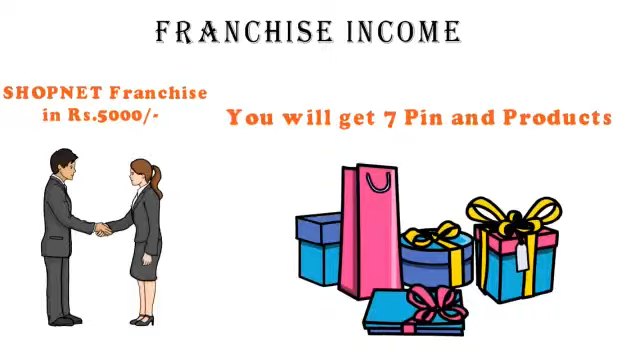 FRANCHISE INCOME
SHOPNET Franchise
in Rs.5000/-
You will get 7 Pin and Products